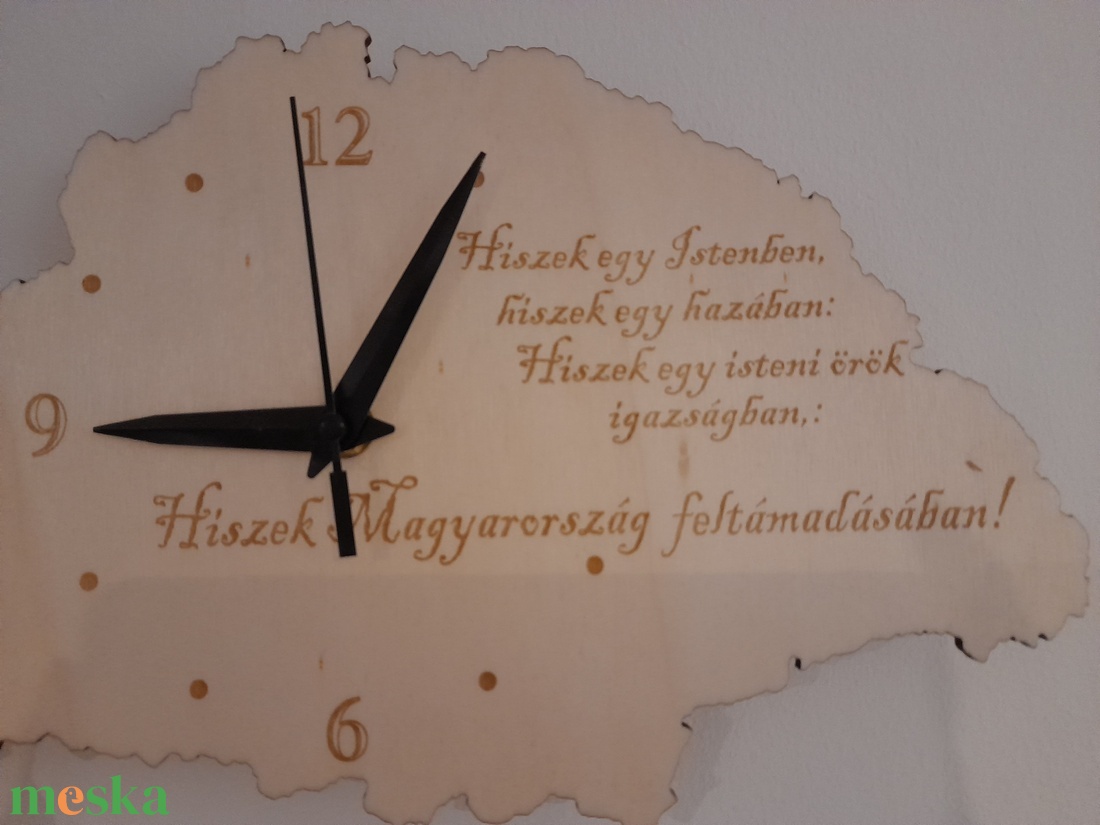 12
Hiszek egy Istenben,
hiszek egy hazában:
Hiszek egy isteni örök
igazságban,:
9
Hiszek Magyarország feltámadásában!
6
meska